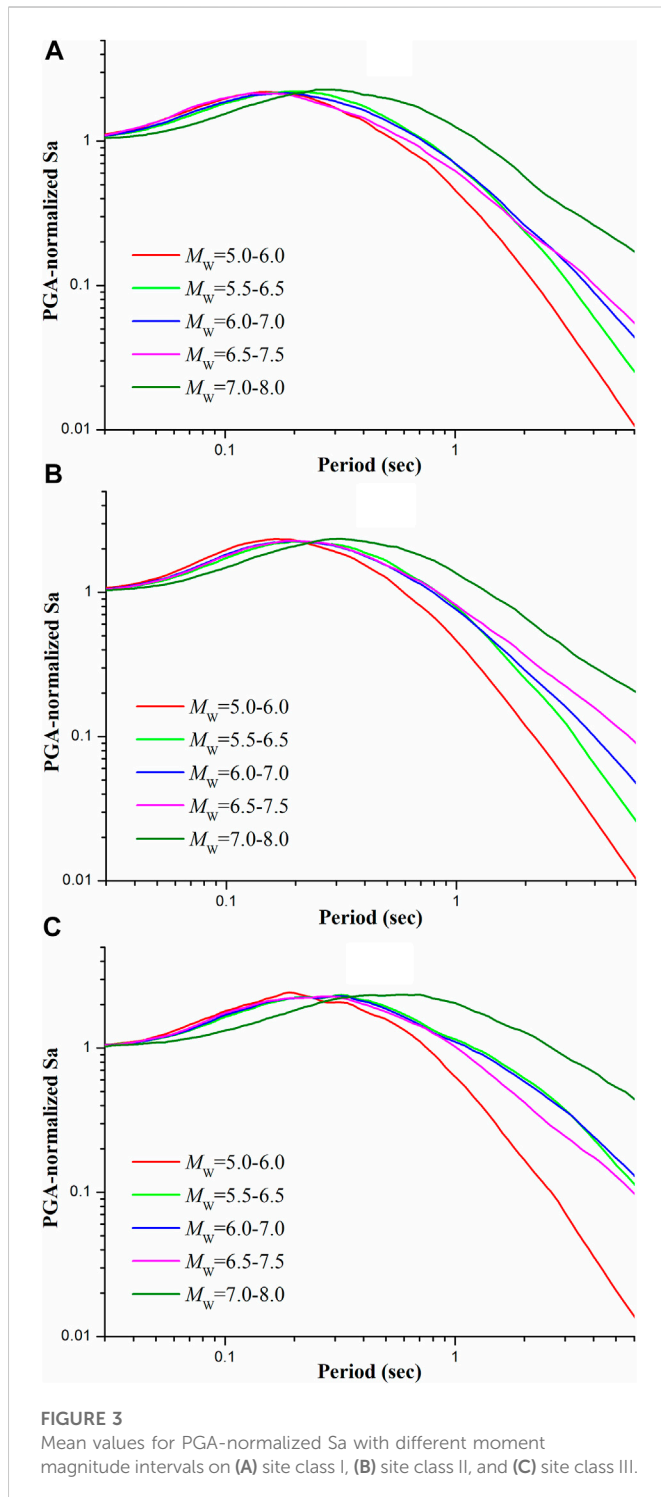 A
PGA-normalized Sa
1
0.1
0.01
M_W=5.0-6.0
M_W=5.5-6.5
M_W=6.0-7.0
M_W=6.5-7.5
M_W=7.0-8.0
0.1
1
Period (sec)
B
PGA-normalized Sa
1
0.1
0.01
M_W=5.0-6.0
M_W=5.5-6.5
M_W=6.0-7.0
M_W=6.5-7.5
M_W=7.0-8.0
0.1
1
Period (sec)
C
PGA-normalized Sa
1
0.1
0.01
M_W=5.0-6.0
M_W=5.5-6.5
M_W=6.0-7.0
M_W=6.5-7.5
M_W=7.0-8.0
0.1
1
Period (sec)
FIGURE 3
Mean values for PGA-normalized Sa with different moment
magnitude intervals on (A) site class I, (B) site class II, and (C) site class III.